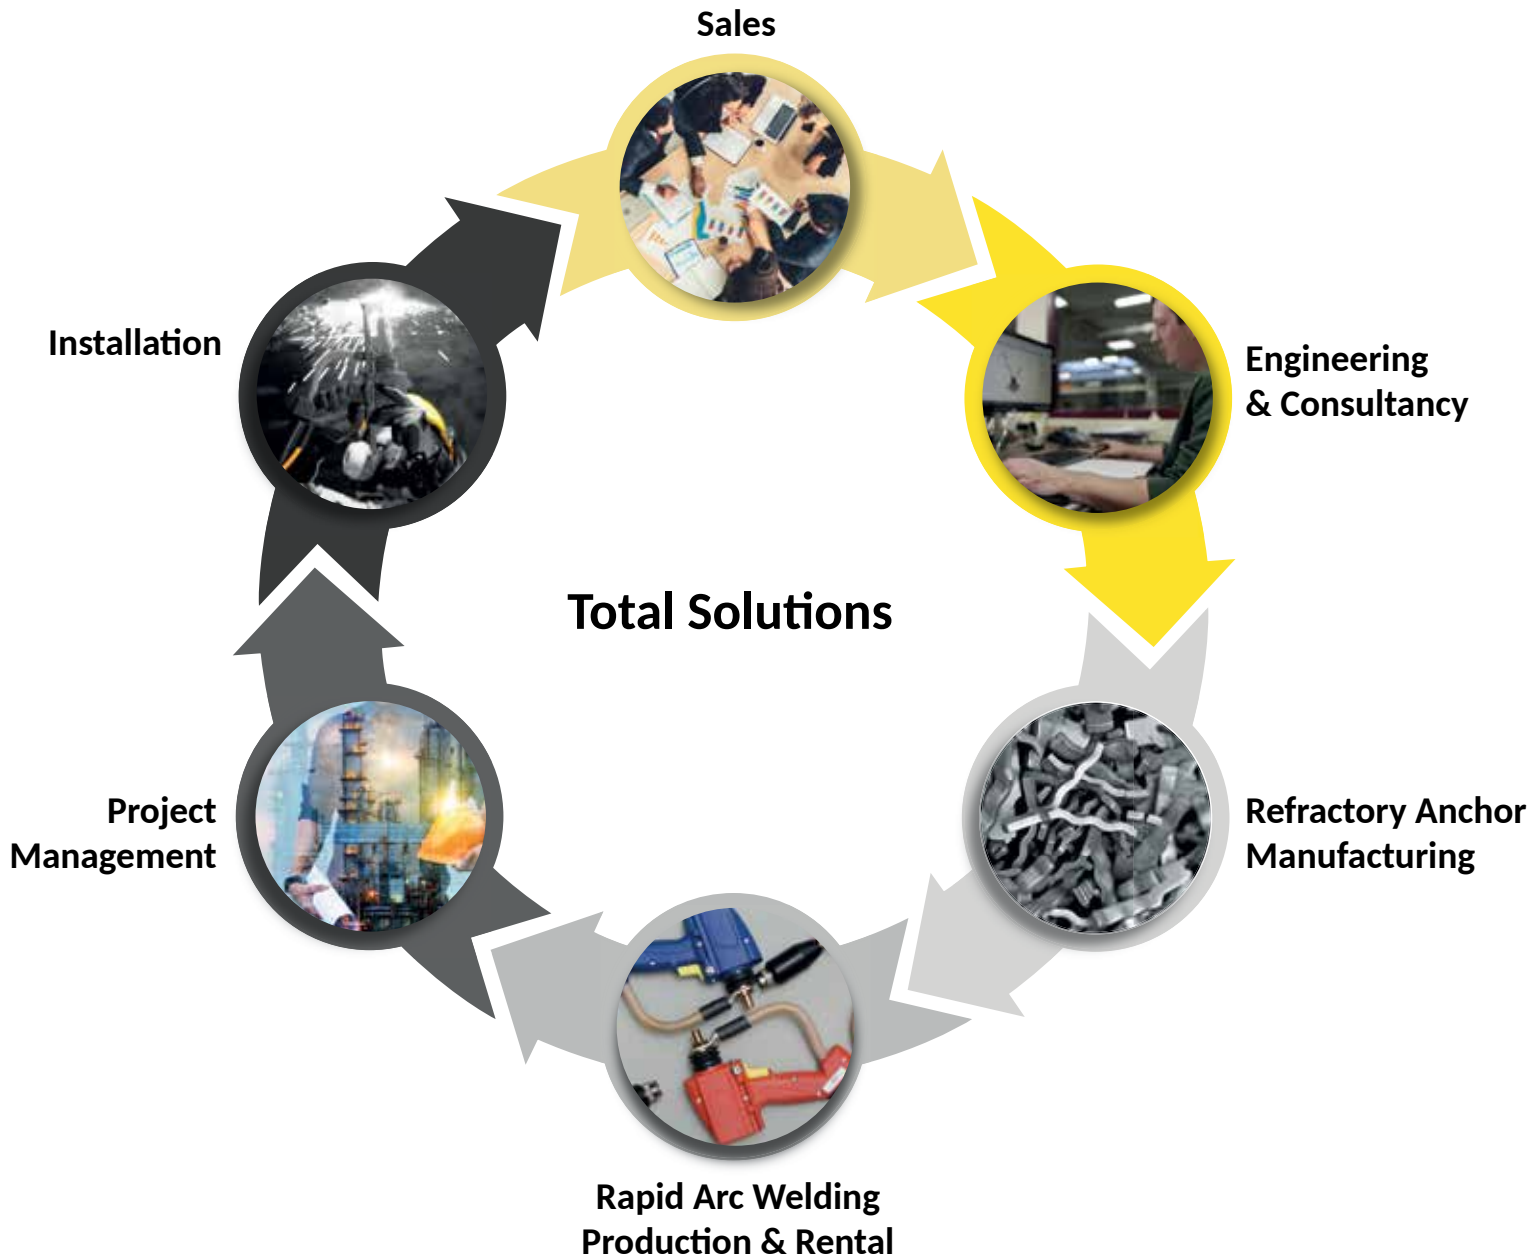 Sales
Installation
Engineering
& Consultancy
Total Solutions
Project
Management
Refractory Anchor
Manufacturing
Rapid Arc Welding
Production & Rental